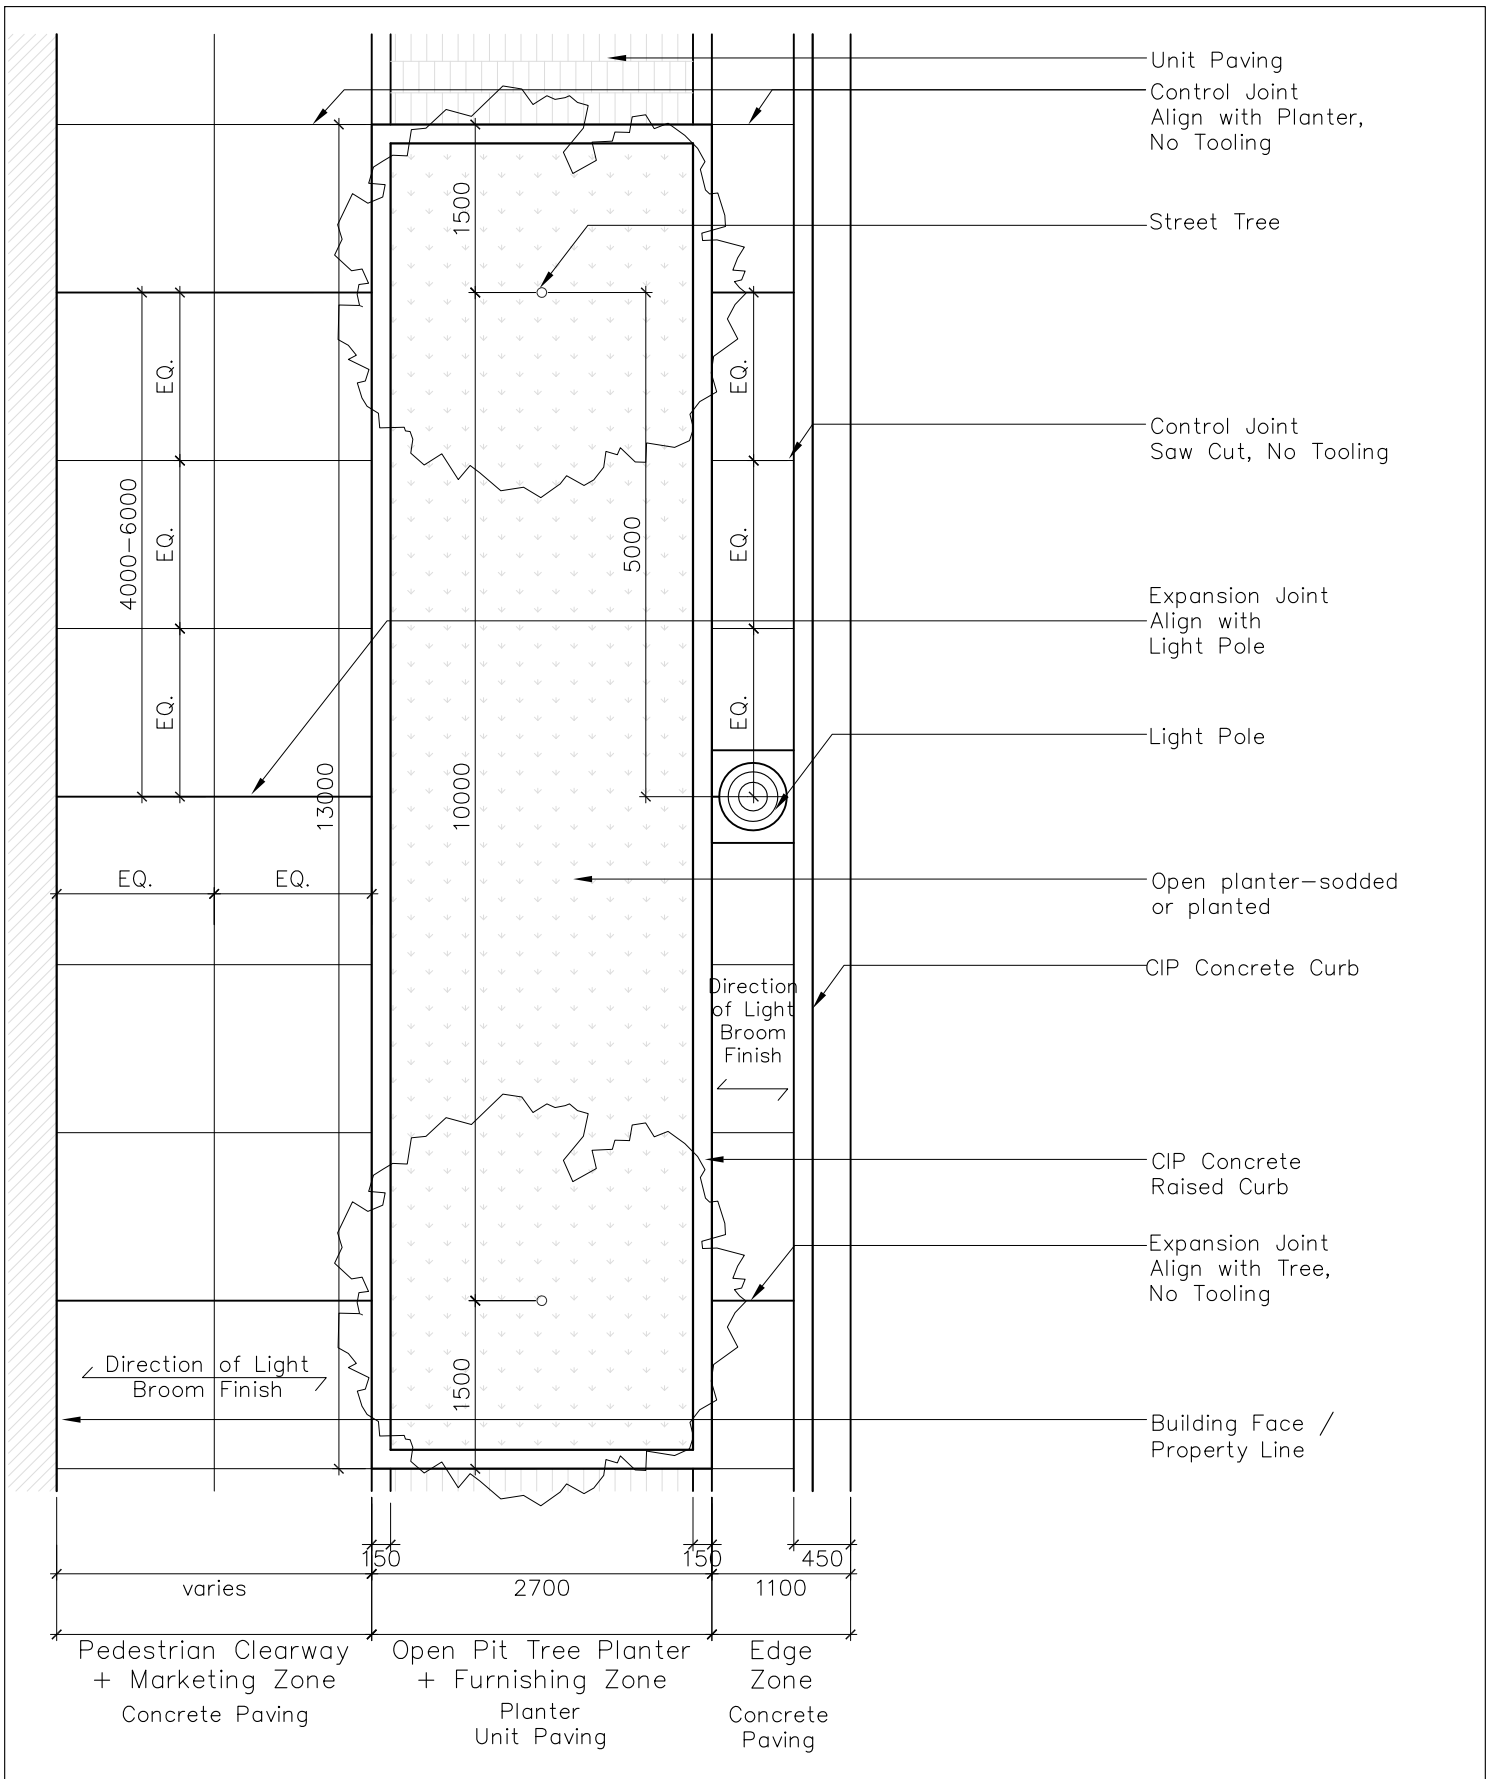 Unit Paving
Control Joint
Align with Planter,
No Tooling
1500
Street Tree
EQ.
EQ.
Control Joint
Saw Cut, No Tooling
4000-6000
EQ.
5000
EQ.
Expansion Joint
Align with
Light Pole
EQ.
EQ.
Light Pole
13000
10000
EQ.
EQ.
Open planter-sodded
or planted
CIP Concrete Curb
Direction
of Light
Broom
Finish
CIP Concrete
Raised Curb
Expansion Joint
Align with Tree,
No Tooling
Direction of Light
Broom Finish
1500
Building Face /
Property Line
150
150
450
varies
2700
1100
Pedestrian Clearway
+ Marketing Zone
Concrete Paving
Open Pit Tree Planter
+ Furnishing Zone
Planter
Unit Paving
Edge
Zone
Concrete
Paving